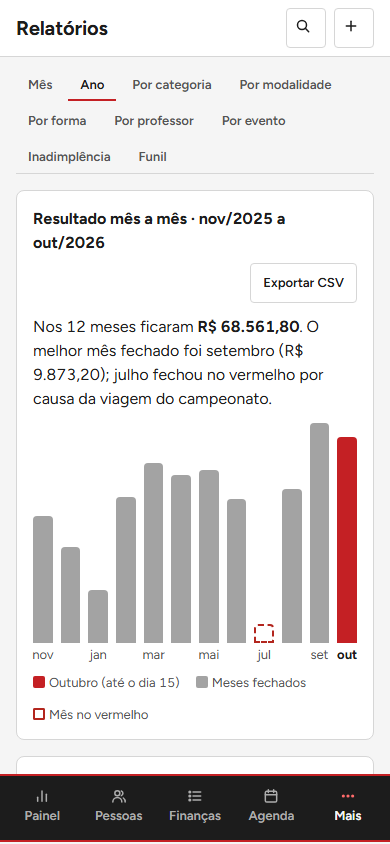 Relatórios
Mês Ano Por categoria Por modalidade
Por forma Por professor Por evento
Inadimplência Funil
Resultado mês a mês · nov/2025 a
out/2026
Exportar CSV
Nos 12 meses ficaram R$ 68.561,80. O
melhor mês fechado foi setembro (R$
9.873,20); julho fechou no vermelho por
causa da viagem do campeonato.
nov jan mar mai jul set out
Outubro (até o dia 15) Meses fechados
Mês no vermelho
Painel Pessoas Finanças Agenda Mais